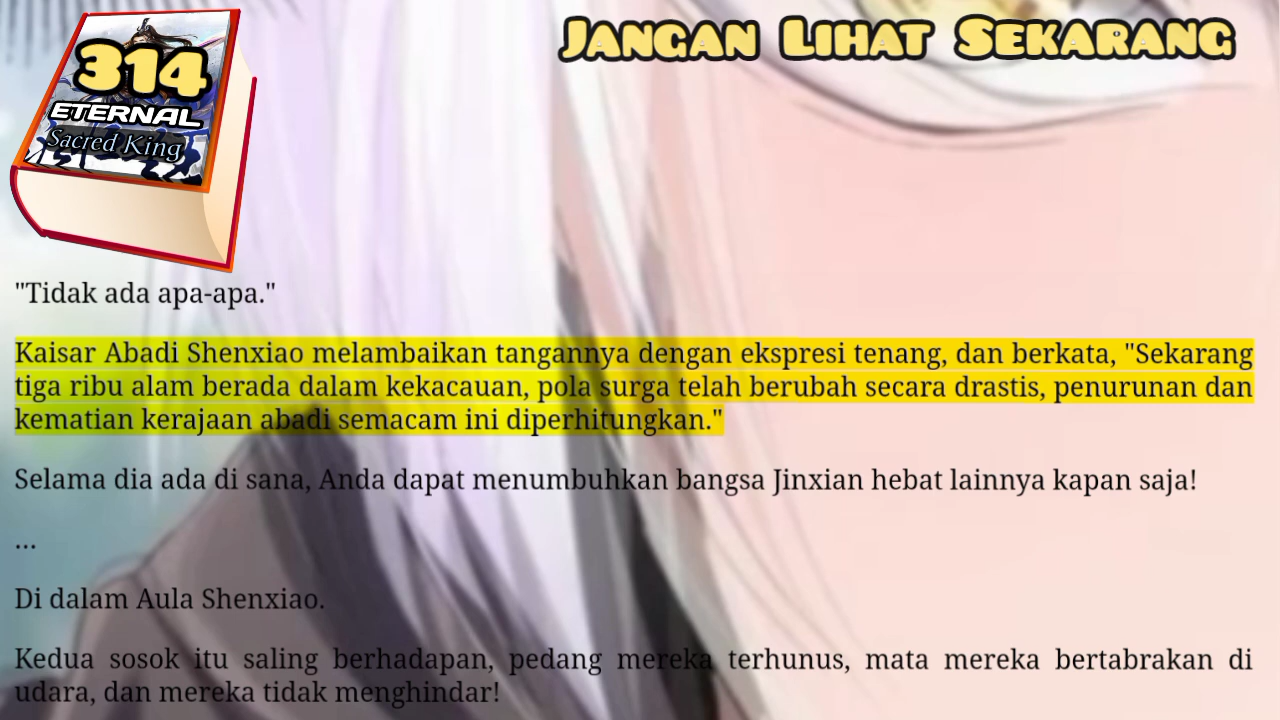 Jangan Lihat Sekarang
314
ETERNAL
Sacred King
"Tidak ada apa-apa."
Kaisar Abadi Shenxiao melambaikan tangannya dengan ekspresi tenang, dan berkata, "Sekarang
tiga ribu alam berada dalam kekacauan, pola surga telah berubah secara drastis, penurunan dan
kematian kerajaan abadi semacam ini diperhitungkan."
Selama dia ada di sana, Anda dapat menumbuhkan bangsa Jinxian hebat lainnya kapan saja!
...
Di dalam Aula Shenxiao.
Kedua sosok itu saling berhadapan, pedang mereka terhunus, mata mereka bertabrakan di
udara, dan mereka tidak menghindar!